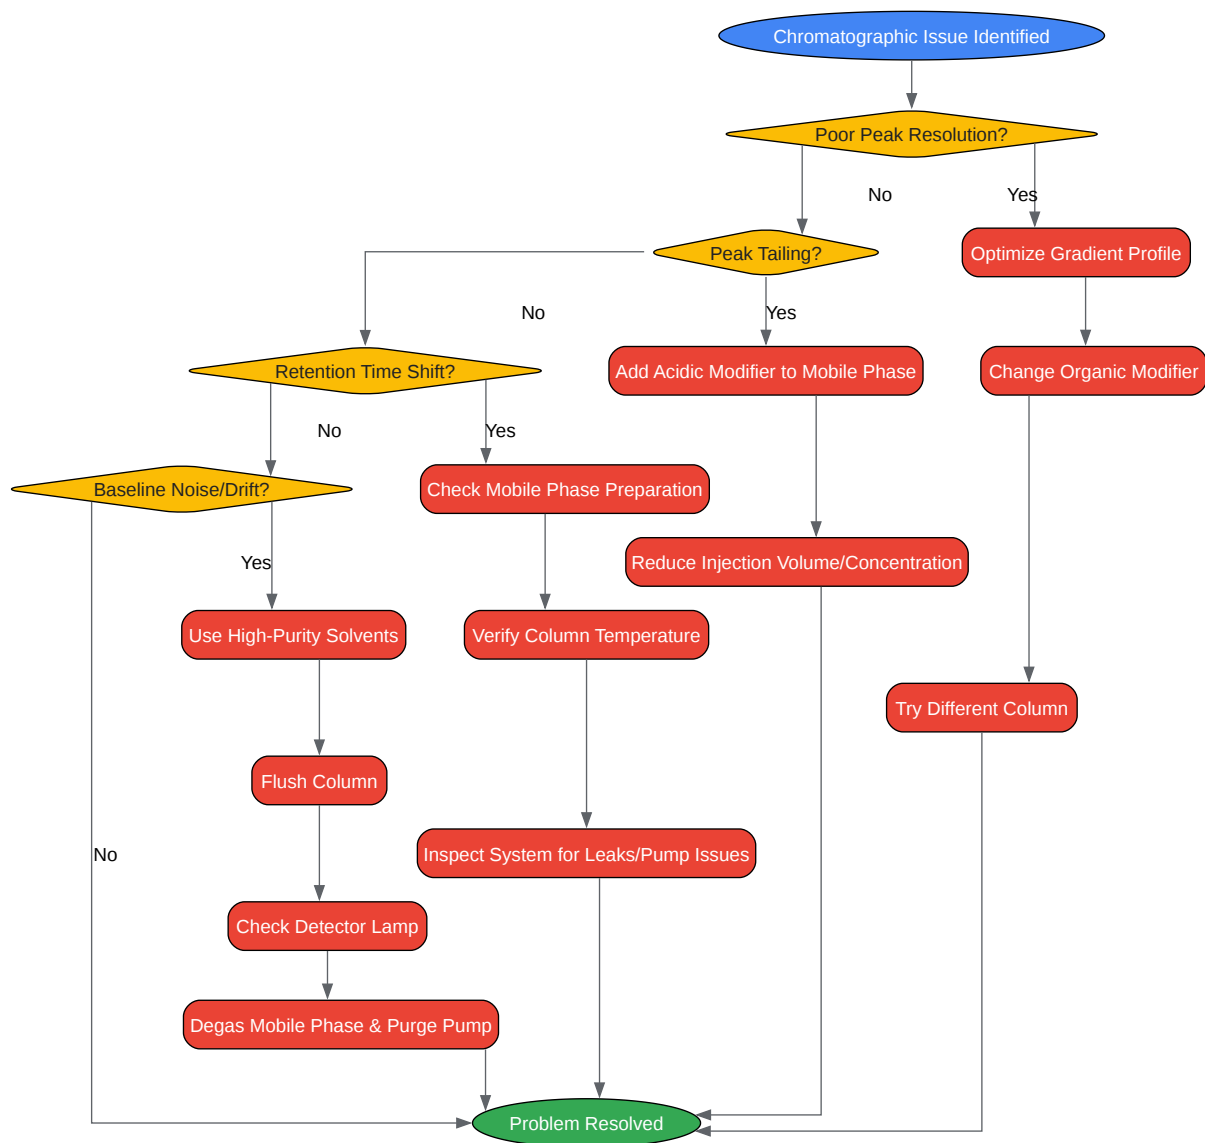 Chromatographic Issue Identified
Poor Peak Resolution?
No
Yes
Peak Tailing?
Optimize Gradient Profile
No
Yes
Retention Time Shift?
Add Acidic Modifier to Mobile Phase
Change Organic Modifier
No
Yes
Baseline Noise/Drift?
Check Mobile Phase Preparation
Yes
Reduce Injection Volume/Concentration
Use High-Purity Solvents
Verify Column Temperature
Try Different Column
Flush Column
No
Inspect System for Leaks/Pump Issues
Check Detector Lamp
Degas Mobile Phase & Purge Pump
Problem Resolved